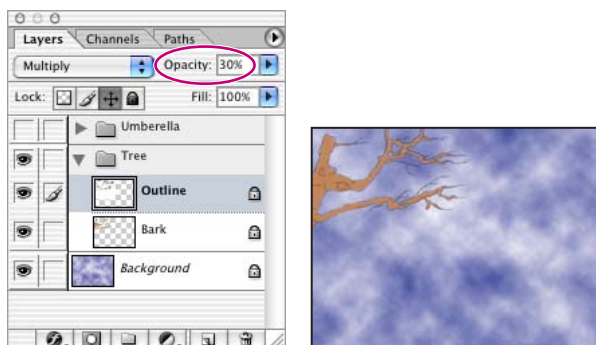 Layers Channels Paths
Multiply Opacity: 30%
Lock: Fill: 100%
Umberella
Tree
Outline
Bark
Background